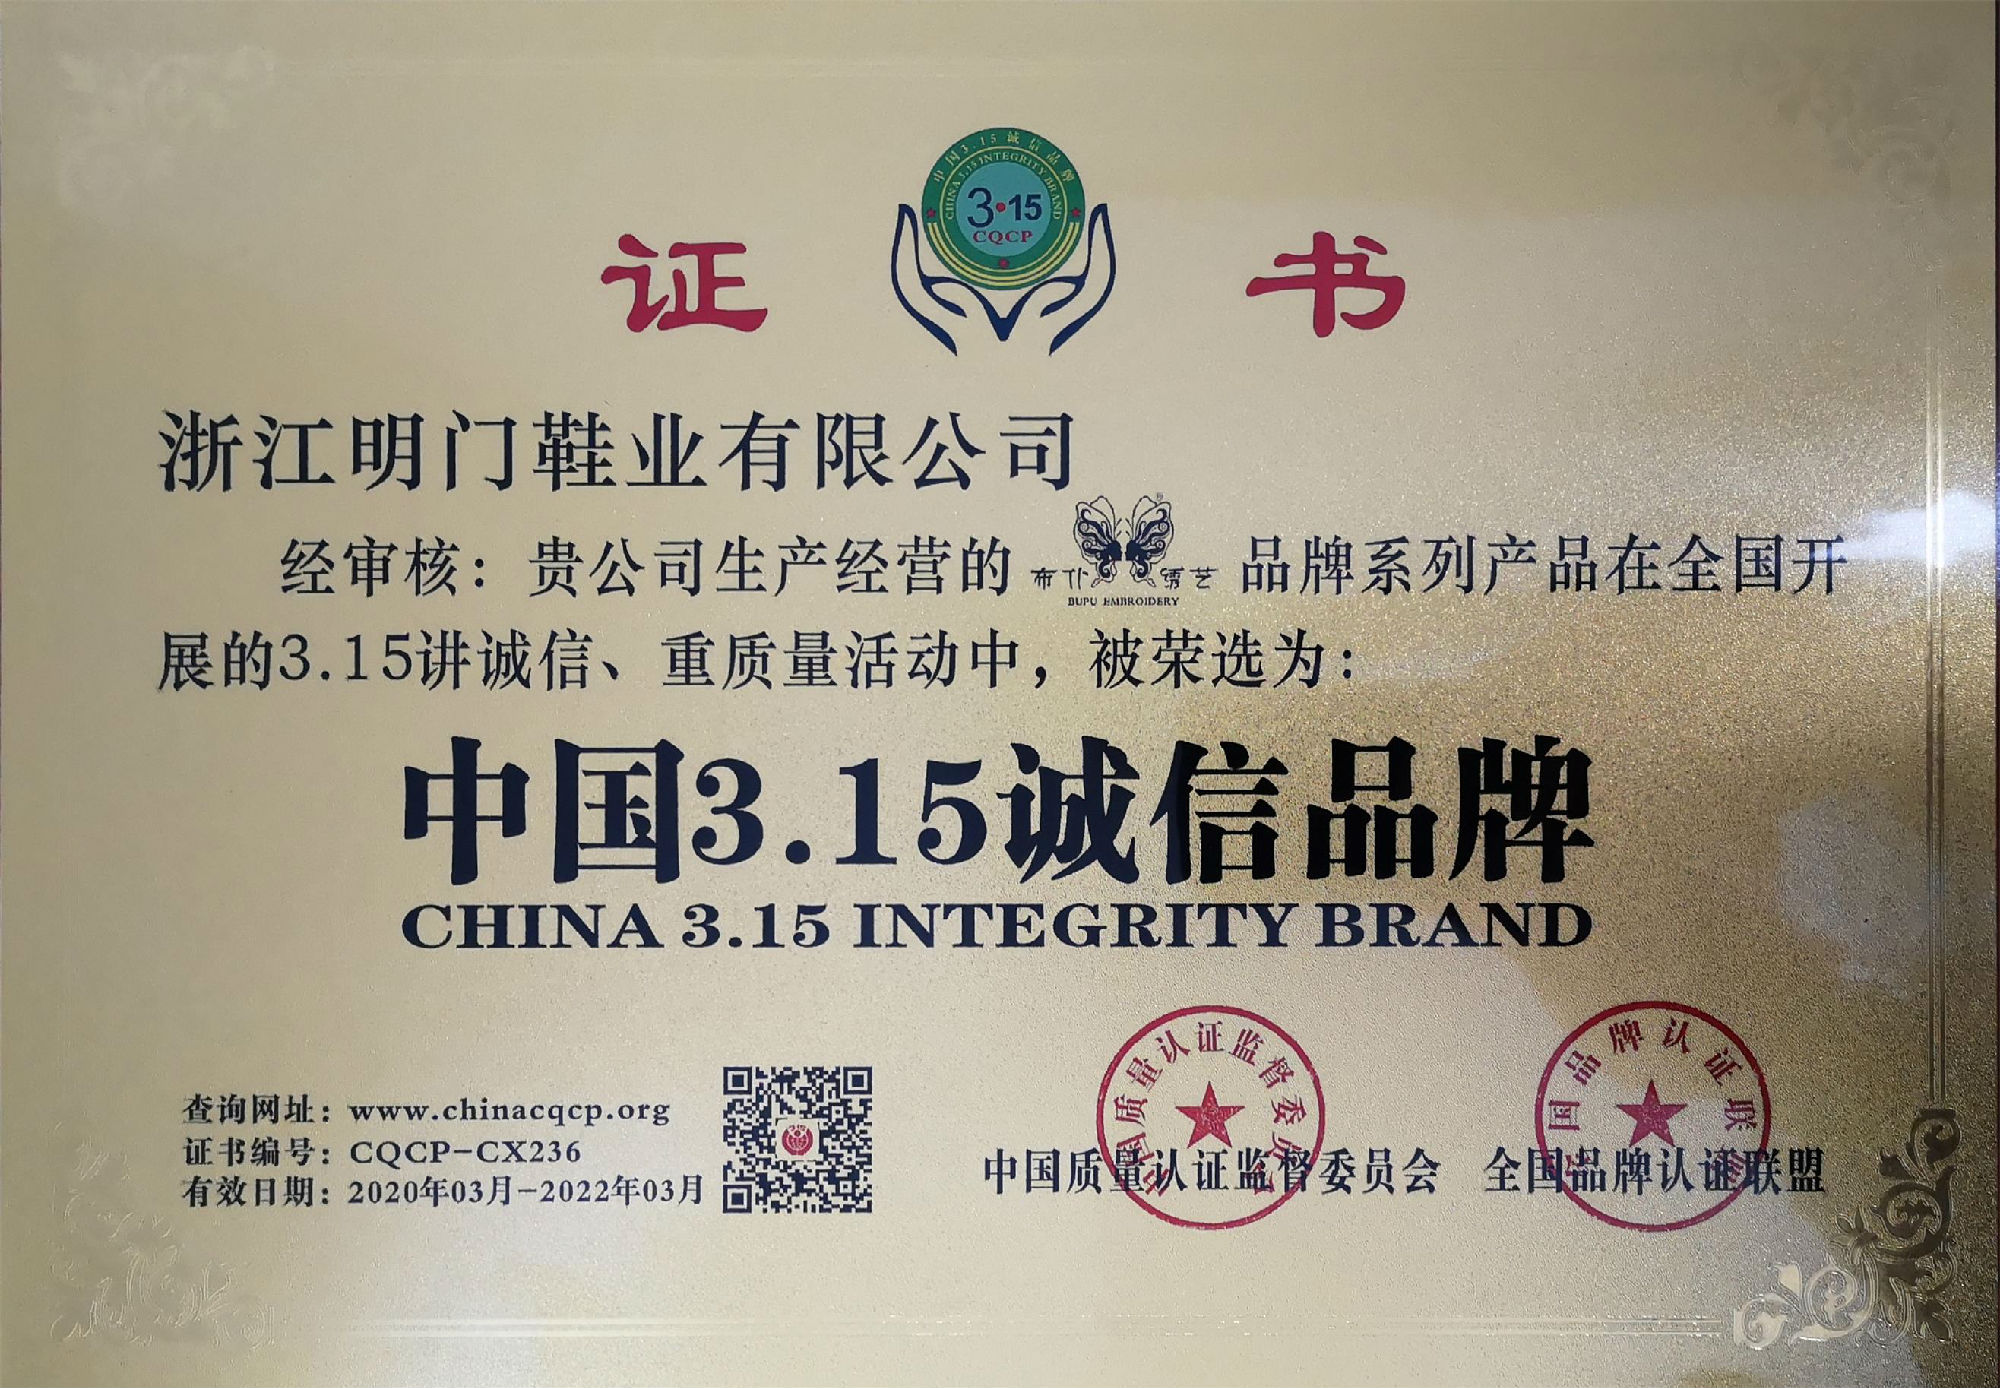 中国3.15诚信品牌
CHINA 3.15 INTEGRITY BRAND
3·15
CQCP
证 书
浙江明门鞋业有限公司
经审核：贵公司生产经营的 布仆绣艺 品牌系列产品在全国开
BUPU EMBROIDERY
展的3.15讲诚信、重质量活动中，被荣选为：
中国3.15诚信品牌
CHINA 3.15 INTEGRITY BRAND
查询网址：www.chinacqcp.org
证书编号：CQCP-CX236
有效日期：2020年03月-2022年03月
中国质量认证监督委员会
全国品牌认证联盟
中国质量认证监督委员会 全国品牌认证联盟